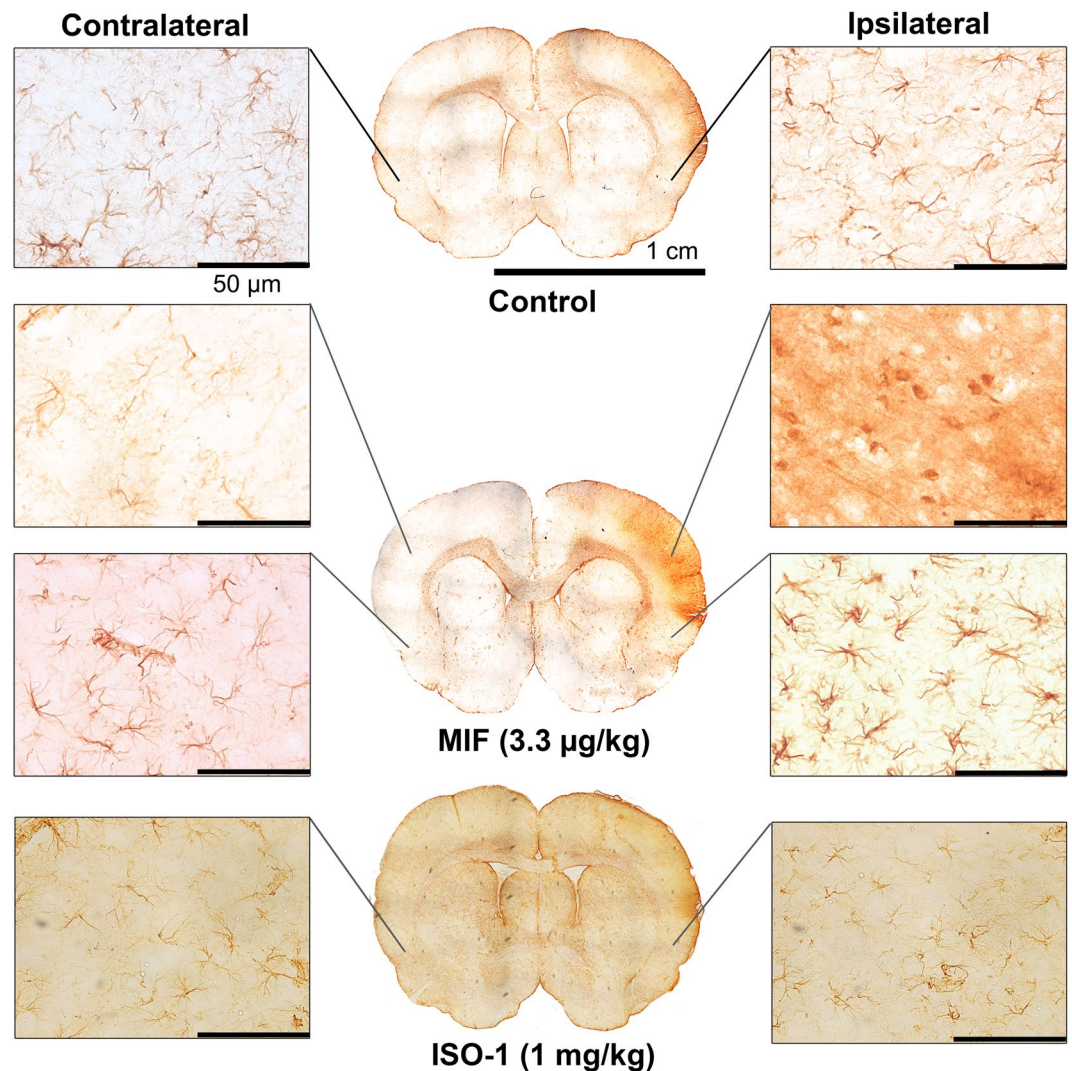 Contralateral
Ipsilateral
1 cm
50 µm
Control
MIF (3.3 µg/kg)
ISO-1 (1 mg/kg)